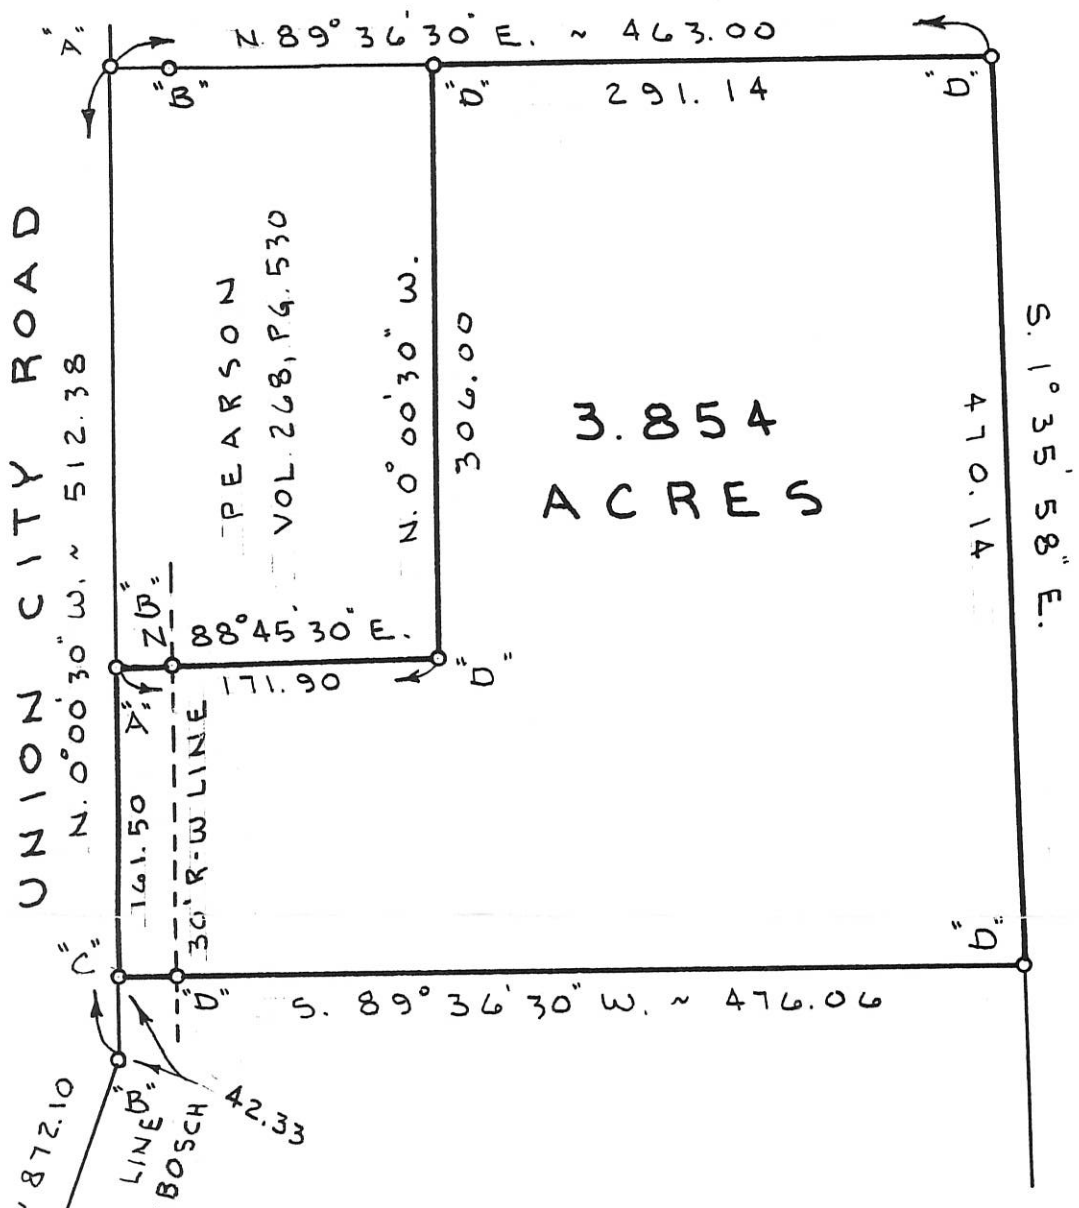 "A"
N. 89° 36' 30" E. ~ 463.00
"B"
"D"
291.14
"D"
UNION CITY ROAD
N. 0° 00' 30" W. ~ 512.38
PEARSON
VOL. 268, PG. 530
N. 0° 00' 30" W.
306.00
3.854
ACRES
S. 1° 35' 58" E.
470.14
"B"
N 88° 45' 30" E.
171.90
"D"
"A"
161.50
30' R-W LINE
"C"
"D"
S. 89° 36' 30" W. ~ 476.06
"D"
"B"
LINE
BOSCH
42.33
872.10